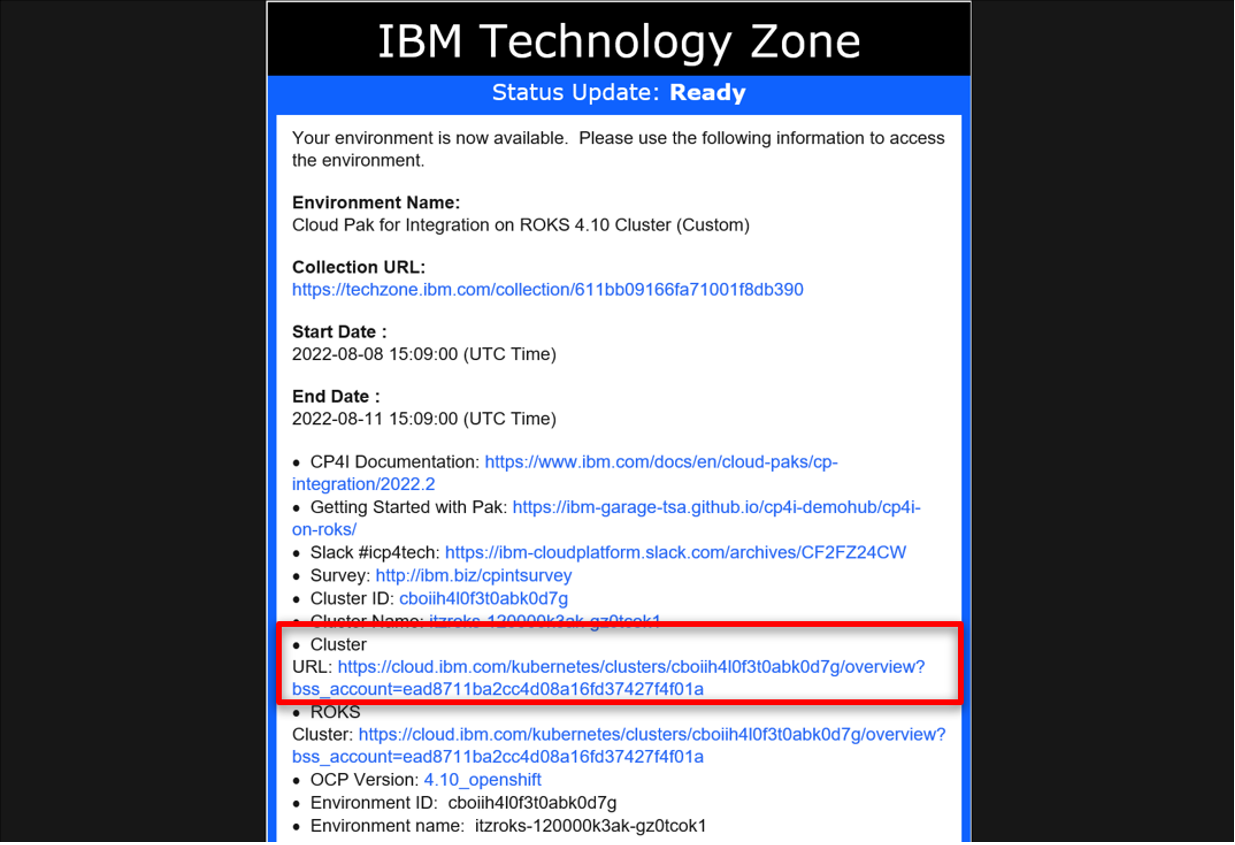 IBM Technology Zone
Status Update: Ready
Your environment is now available.  Please use the following information to access
the environment.
Environment Name:
Cloud Pak for Integration on ROKS 4.10 Cluster (Custom)
Collection URL:
https://techzone.ibm.com/collection/611bb09166fa71001f8db390
Start Date :
2022-08-08 15:09:00 (UTC Time)
End Date :
2022-08-11 15:09:00 (UTC Time)
• CP4I Documentation: https://www.ibm.com/docs/en/cloud-paks/cp-
integration/2022.2
• Getting Started with Pak: https://ibm-garage-tsa.github.io/cp4i-demohub/cp4i-
on-roks/
• Slack #icp4tech: https://ibm-cloudplatform.slack.com/archives/CF2FZ24CW
• Survey: http://ibm.biz/cpintsurvey
• Cluster ID: cboiih4l0f3t0abk0d7g
• Cluster Name: itzroks-120000k3ak-gz0tcok1
• Cluster
URL: https://cloud.ibm.com/kubernetes/clusters/cboiih4l0f3t0abk0d7g/overview?
bss_account=ead8711ba2cc4d08a16fd37427f4f01a
• ROKS
Cluster: https://cloud.ibm.com/kubernetes/clusters/cboiih4l0f3t0abk0d7g/overview?
bss_account=ead8711ba2cc4d08a16fd37427f4f01a
• OCP Version: 4.10_openshift
• Environment ID:  cboiih4l0f3t0abk0d7g
• Environment name:  itzroks-120000k3ak-gz0tcok1